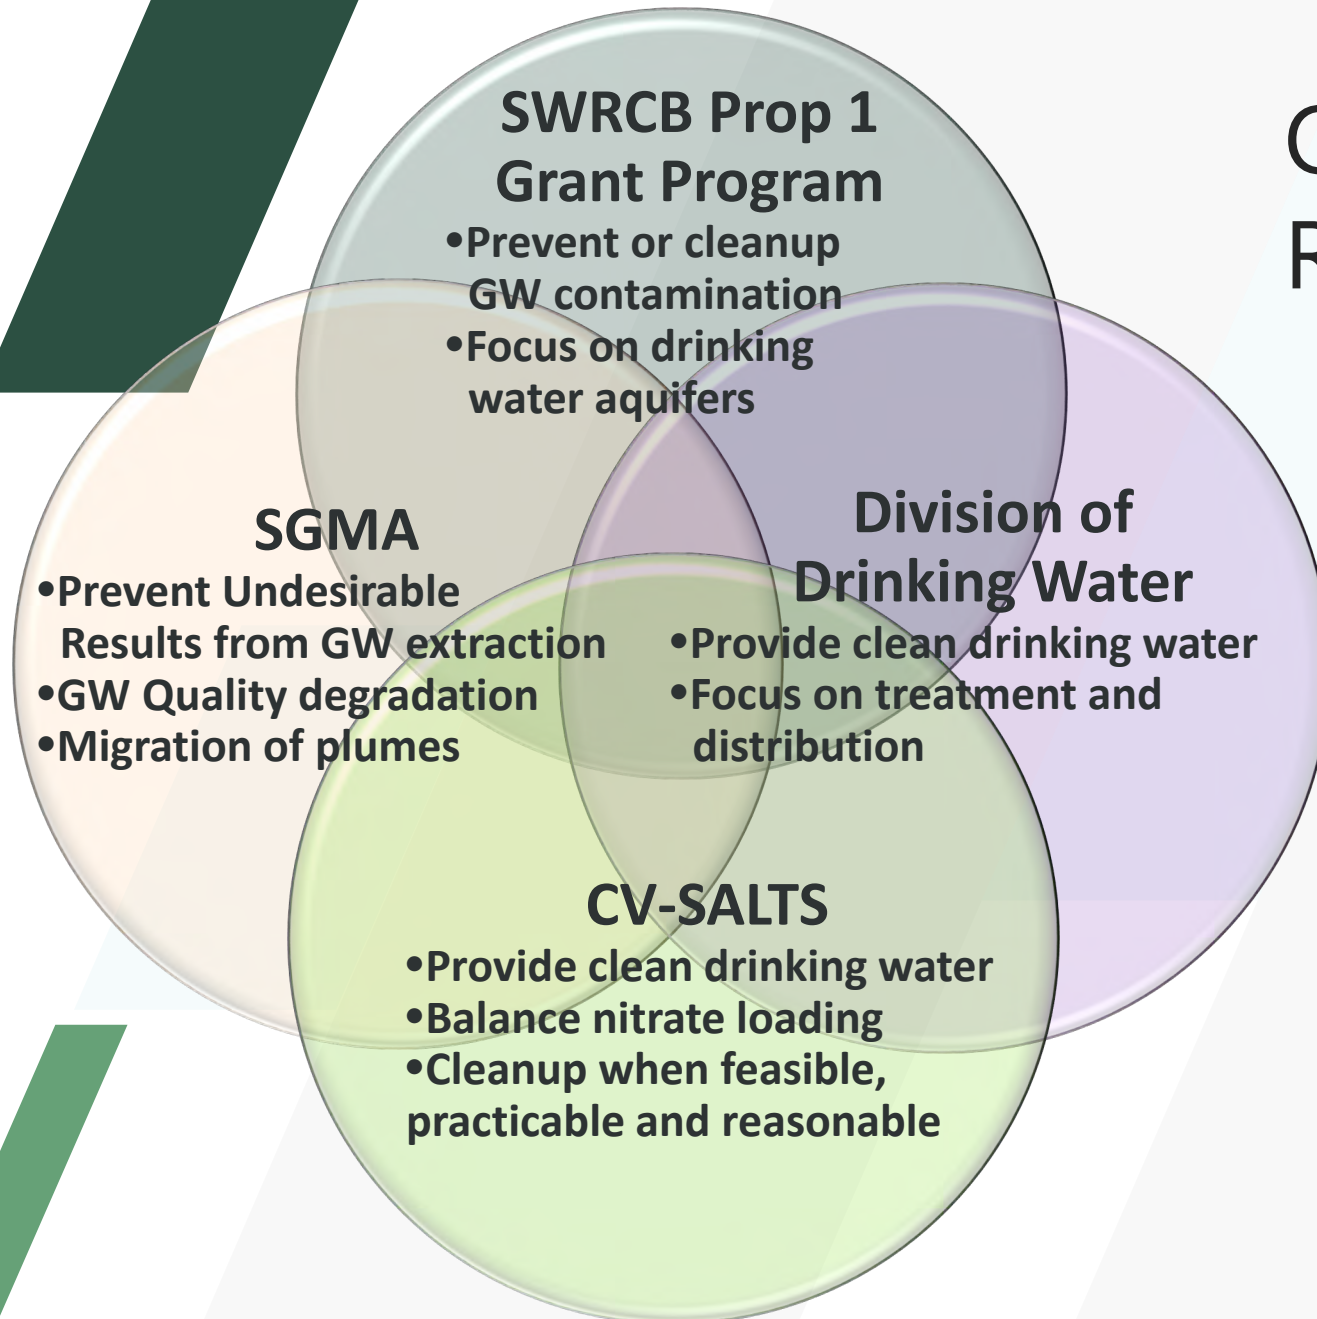 SWRCB Prop 1
Grant Program
•Prevent or cleanup
GW contamination
•Focus on drinking
water aquifers
SGMA
•Prevent Undesirable
Results from GW extraction
•GW Quality degradation
•Migration of plumes
Division of
Drinking Water
•Provide clean drinking water
•Focus on treatment and
distribution
CV-SALTS
•Provide clean drinking water
•Balance nitrate loading
•Cleanup when feasible,
practicable and reasonable